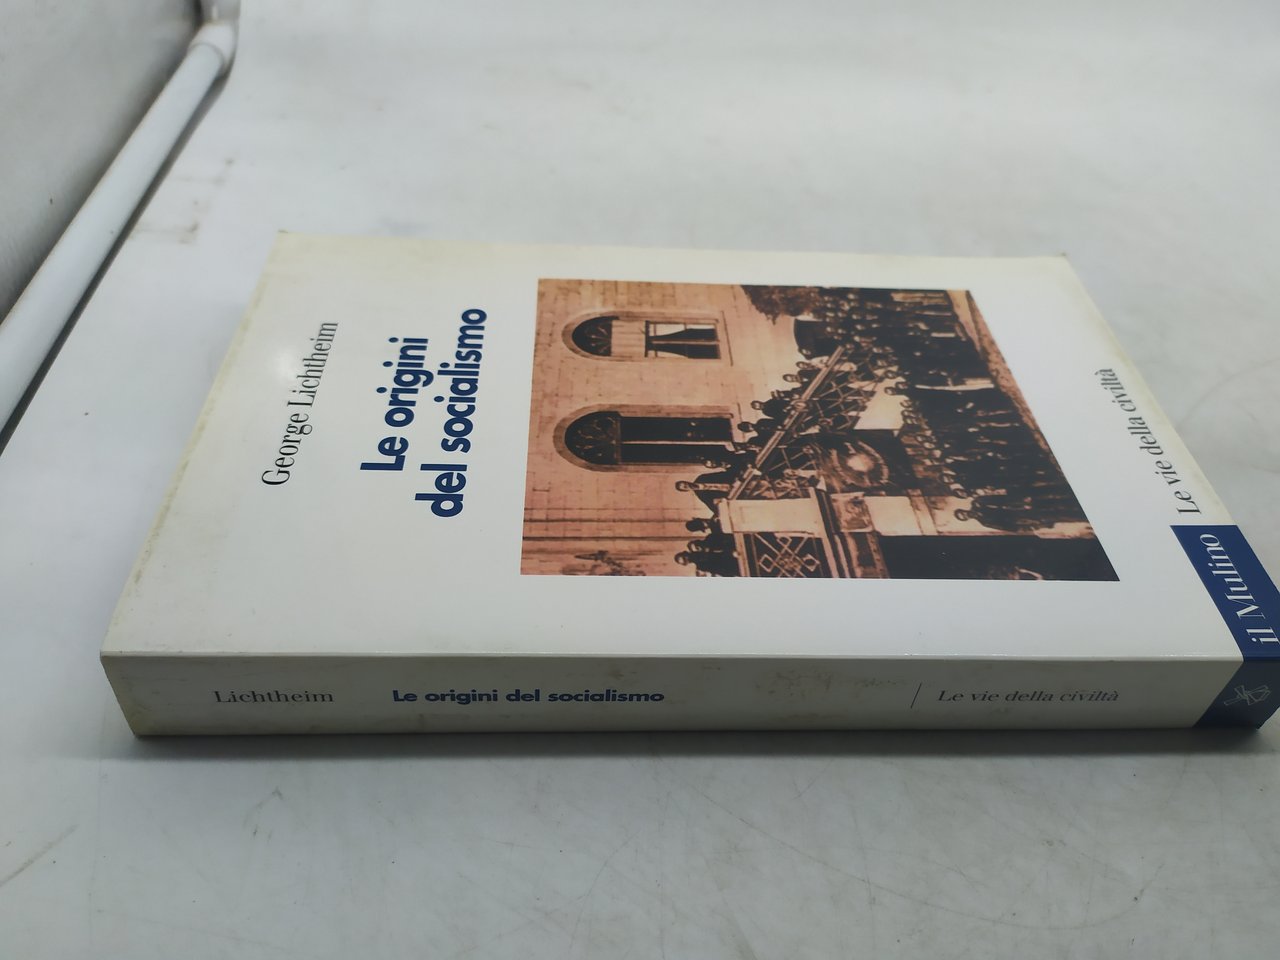 George Lichtheim
Le origini
del socialismo
Le vie della civiltà
il Mulino
Lichtheim
Le origini del socialismo
Le vie della civiltà